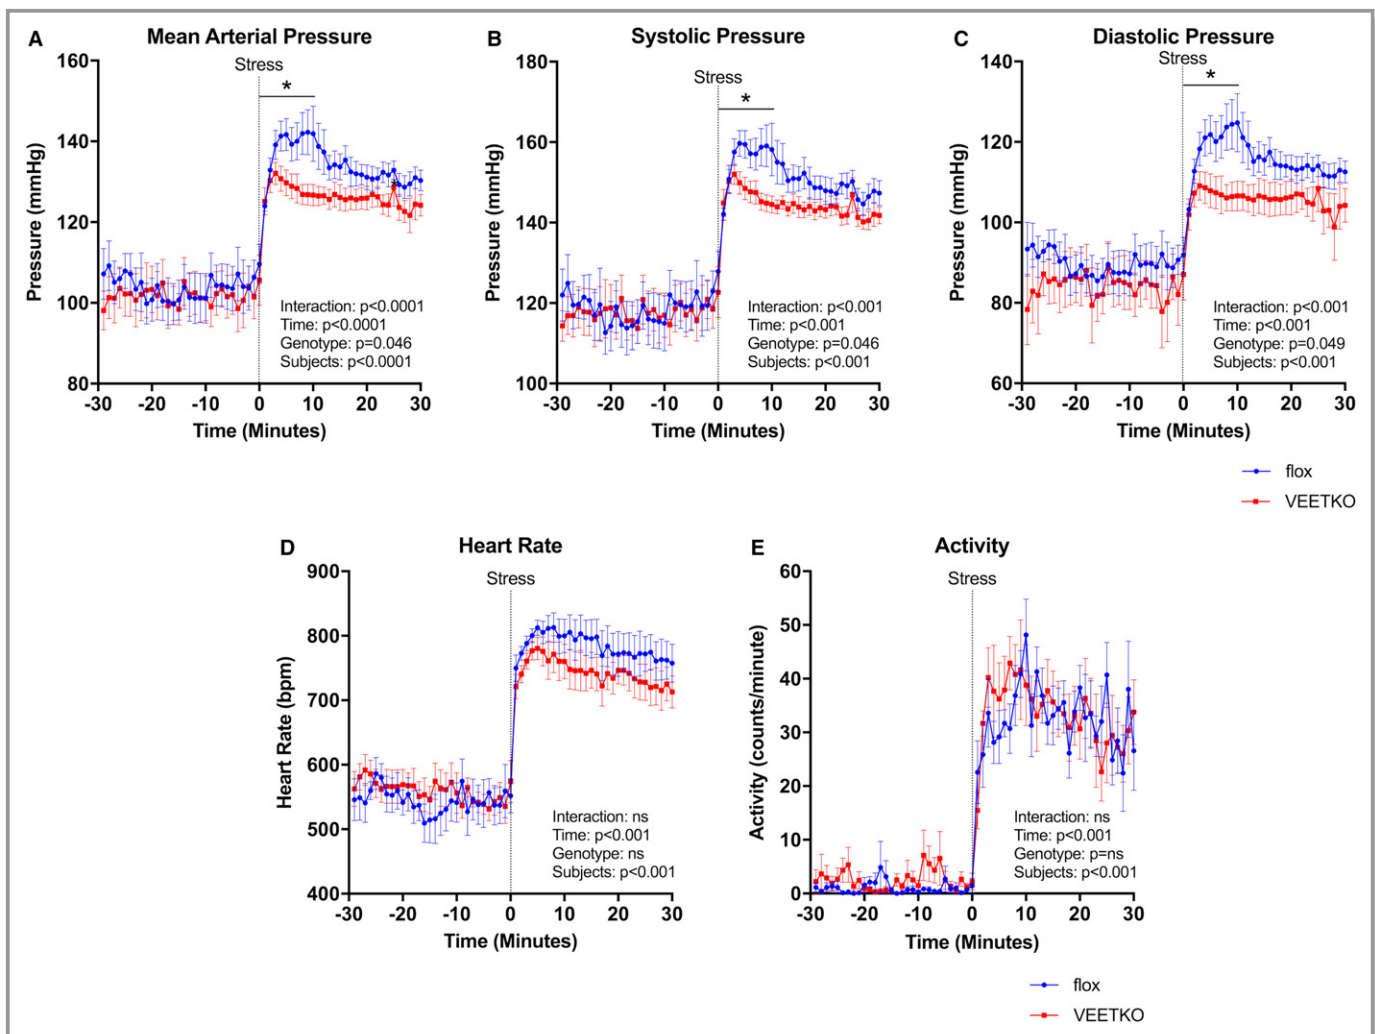 A Mean Arterial Pressure
Stress
*
Pressure (mmHg)
160
140
120
100
80
*
Interaction: p<0.0001
Time: p<0.0001
Genotype: p=0.046
Subjects: p<0.0001
-30 -20 -10 0 10 20 30
Time (Minutes)
B Systolic Pressure
Stress
*
Pressure (mmHg)
180
160
140
120
100
Interaction: p<0.001
Time: p<0.001
Genotype: p=0.046
Subjects: p<0.001
-30 -20 -10 0 10 20 30
Time (Minutes)
C Diastolic Pressure
Stress
*
Pressure (mmHg)
140
120
100
80
60
Interaction: p<0.001
Time: p<0.001
Genotype: p=0.049
Subjects: p<0.001
-30 -20 -10 0 10 20 30
Time (Minutes)
flox
VEETKO
D Heart Rate
Stress
Heart Rate (bpm)
900
800
700
600
500
400
Interaction: ns
Time: p<0.001
Genotype: ns
Subjects: p<0.001
-30 -20 -10 0 10 20 30
Time (Minutes)
E Activity
Stress
Activity (counts/minute)
60
50
40
30
20
10
0
Interaction: ns
Time: p<0.001
Genotype: p=ns
Subjects: p<0.001
-30 -20 -10 0 10 20 30
Time (Minutes)
flox
VEETKO